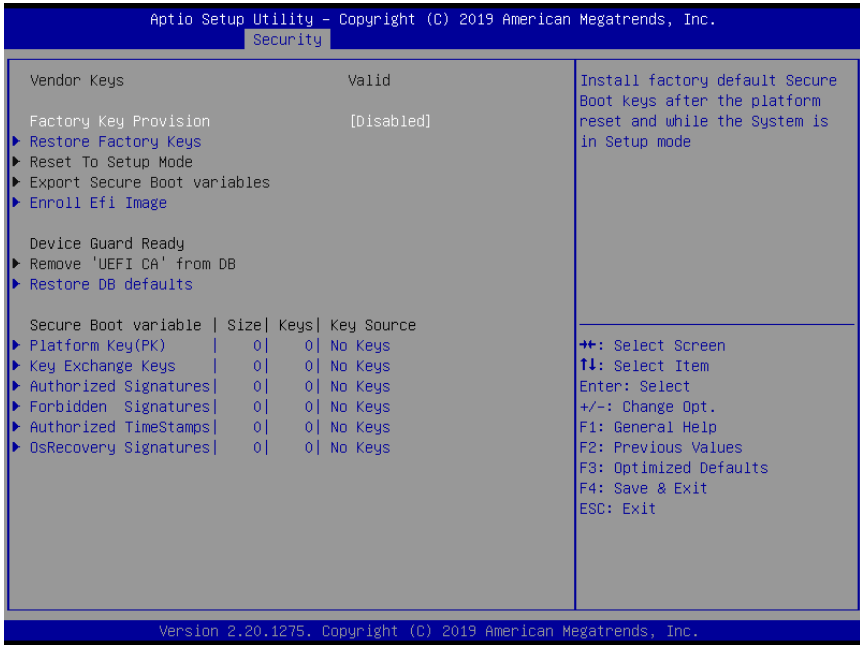 Aptio Setup Utility – Copyright (C) 2019 American Megatrends, Inc.
Security
Vendor Keys Valid
Factory Key Provision [Disabled]
Restore Factory Keys
Reset To Setup Mode
Export Secure Boot variables
Enroll Efi Image
Device Guard Ready
Remove 'UEFI CA' from DB
Restore DB defaults
Secure Boot variable | Size| Keys| Key Source
Platform Key(PK) | 0| 0| No Keys
Key Exchange Keys | 0| 0| No Keys
Authorized Signatures| 0| 0| No Keys
Forbidden Signatures| 0| 0| No Keys
Authorized TimeStamps| 0| 0| No Keys
OsRecovery Signatures| 0| 0| No Keys
Install factory default Secure
Boot keys after the platform
reset and while the System is
in Setup mode
→←: Select Screen
↑↓: Select Item
Enter: Select
+/-: Change Opt.
F1: General Help
F2: Previous Values
F3: Optimized Defaults
F4: Save & Exit
ESC: Exit
Version 2.20.1275. Copyright (C) 2019 American Megatrends, Inc.